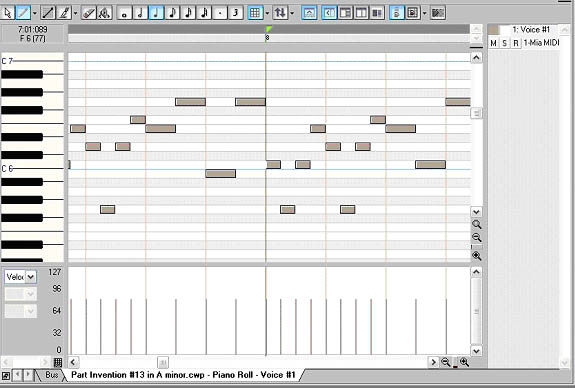 7:01:089
F 6 (77)
8
1: Voice #1
M S R 1-Mia MIDI
C 7
C 6
Veloc
127
96
64
32
0
Bus
Part Invention #13 in A minor.cwp - Piano Roll - Voice #1